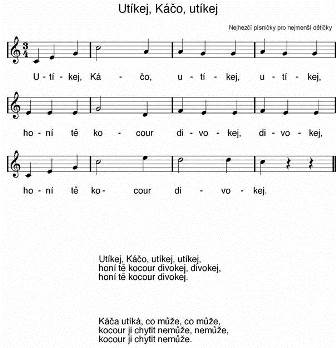 Utíkej, Káčo, utíkej
Nejhezčí písničky pro nejmenší dětičky
3
4
U - tí - kej, Ká - čo, u - tí - kej, u - tí - kej,
ho - ní tě ko - cour di - vo - kej, di - vo - kej,
ho - ní tě ko - cour di - vo - kej.
Utíkej, Káčo, utíkej, utíkej,
honí tě kocour divokej, divokej,
honí tě kocour divokej.
Káča utíká, co může, co může,
kocour ji chytit nemůže, nemůže,
kocour ji chytit nemůže.